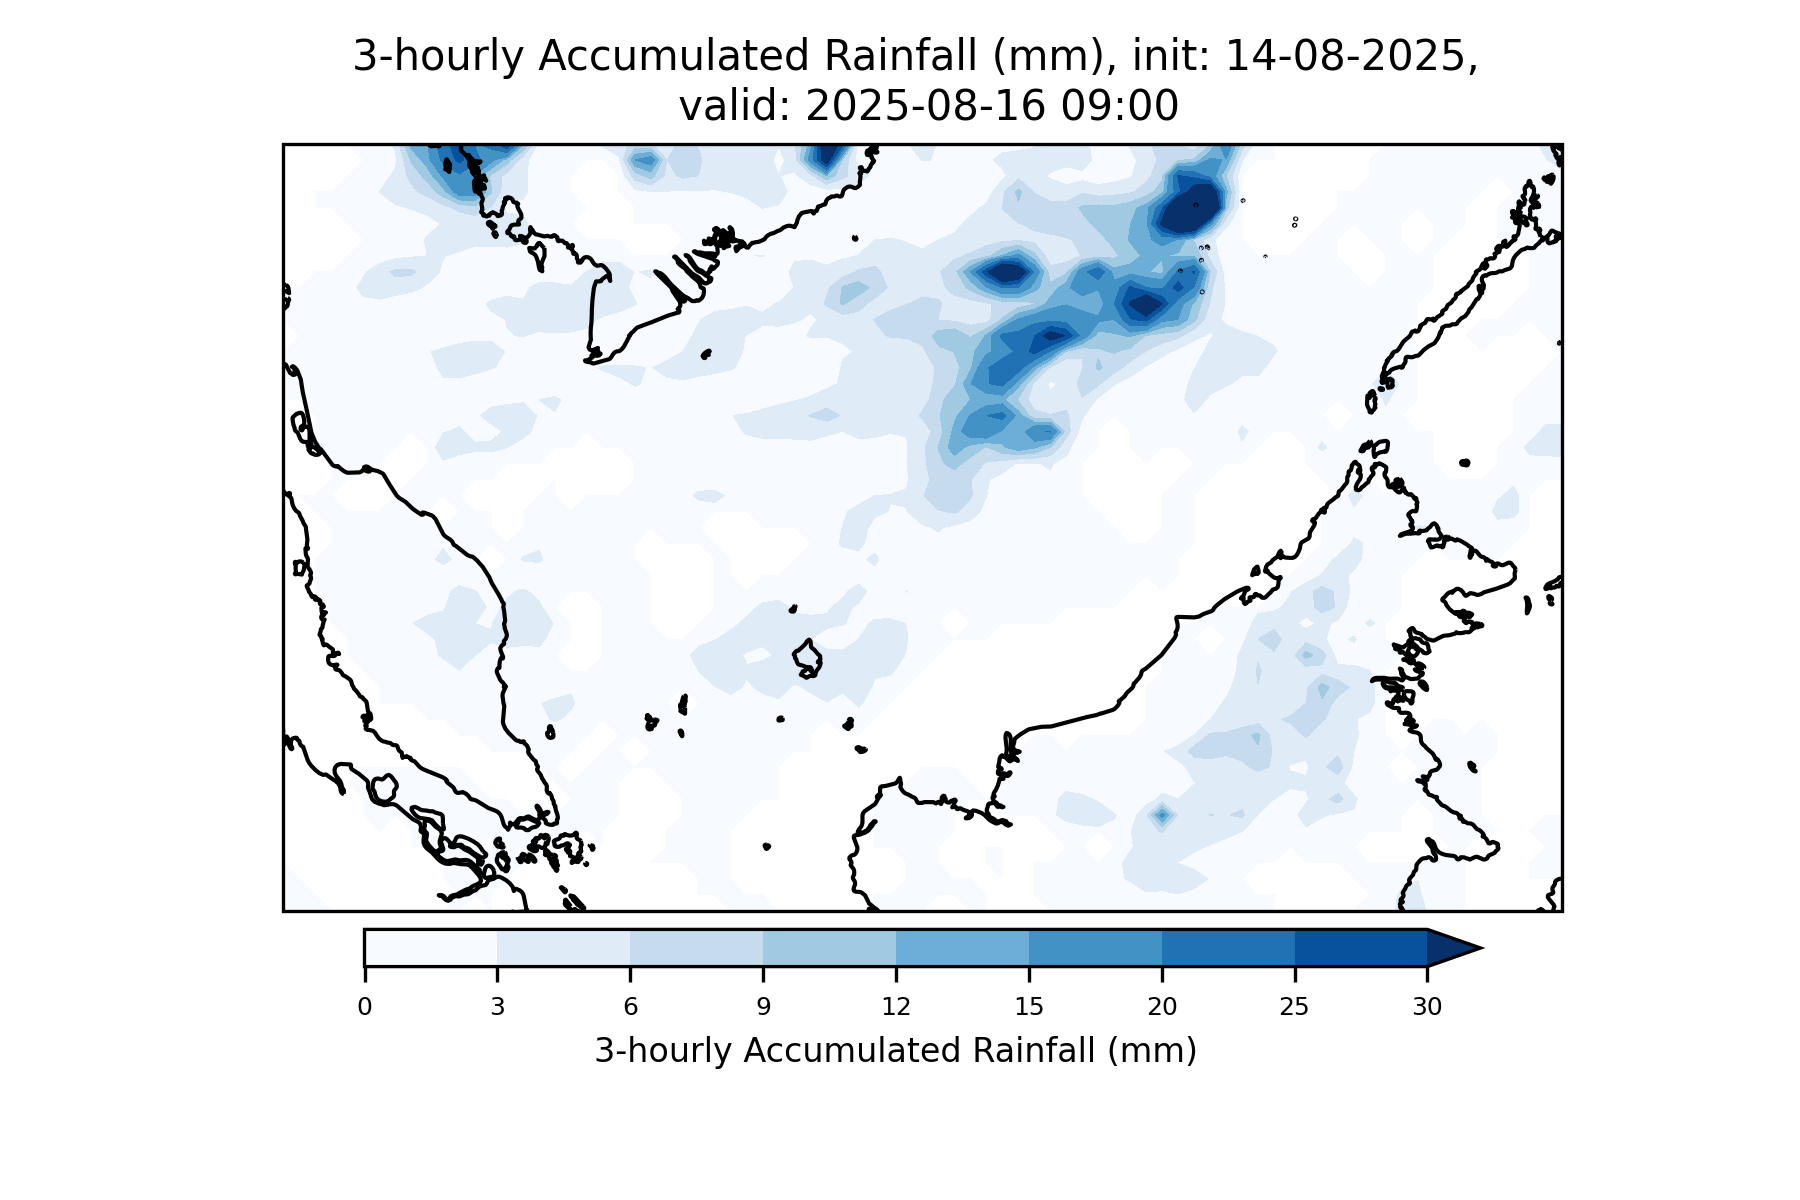 3-hourly Accumulated Rainfall (mm), init: 14-08-2025,
valid: 2025-08-16 09:00
0 3 6 9 12 15 20 25 30
3-hourly Accumulated Rainfall (mm)